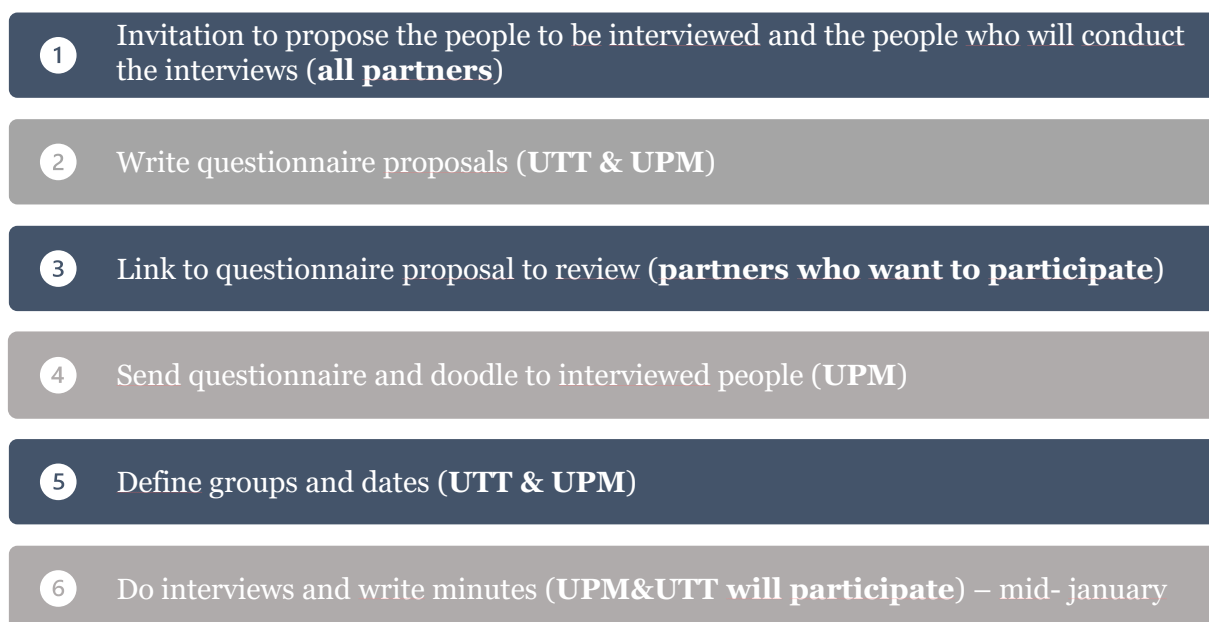 1
Invitation to propose the people to be interviewed and the people who will conduct
the interviews (all partners)
2
Write questionnaire proposals (UTT & UPM)
3
Link to questionnaire proposal to review (partners who want to participate)
4
Send questionnaire and doodle to interviewed people (UPM)
5
Define groups and dates (UTT & UPM)
6
Do interviews and write minutes (UPM&UTT will participate) – mid- january